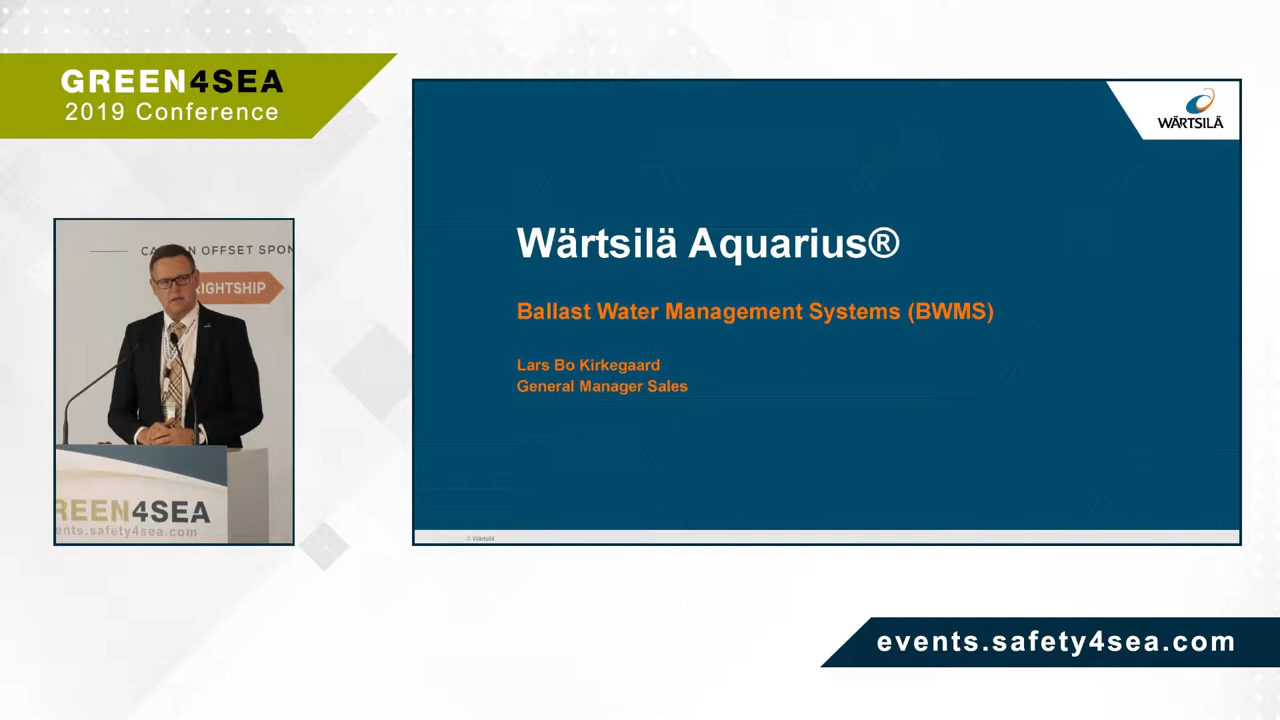 GREEN4SEA
2019 Conference
WÄRTSILÄ
Wärtsilä Aquarius®
Ballast Water Management Systems (BWMS)
Lars Bo Kirkegaard
General Manager Sales
© Wärtsilä
OFFSET SPON
RIGHTSHIP
REEN4SEA
ents.safety4sea.com
events.safety4sea.com